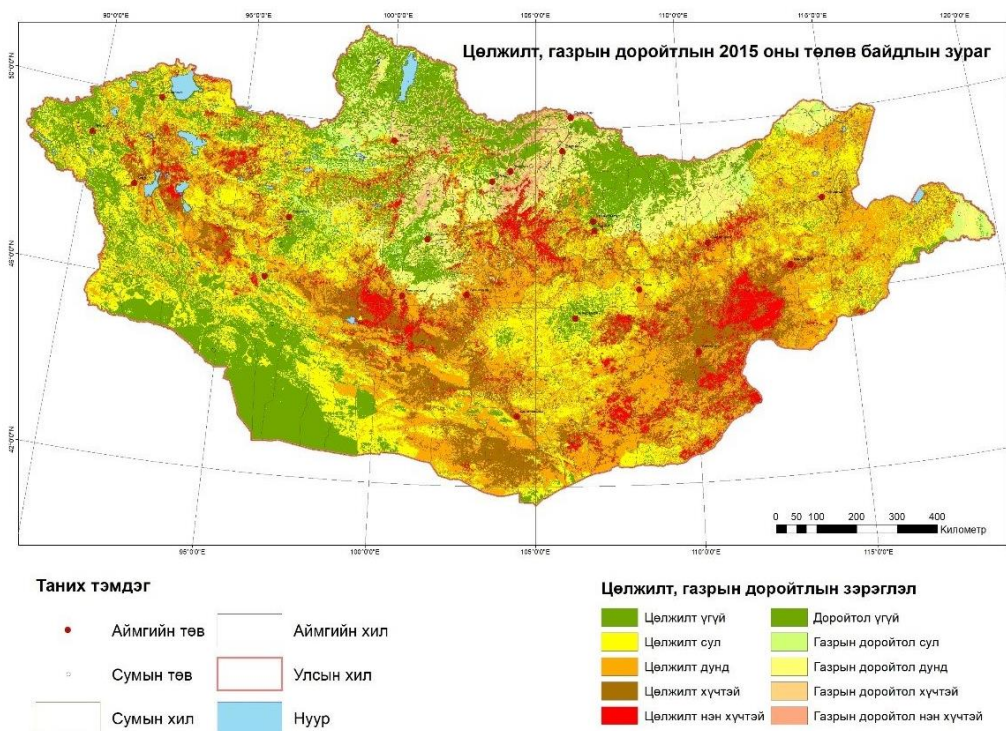 90°0'0"E 95°0'0"E 100°0'0"E 105°0'0"E 110°0'0"E 115°0'0"E 120°0'0"E
Цөлжилт, газрын доройтлын 2015 оны төлөв байдлын зураг
0 50 100 200 300 400
Километр
95°0'0"E 100°0'0"E 105°0'0"E 110°0'0"E 115°0'0"E
Таних тэмдэг
Аймгийн төв
Аймгийн хил
Сумын төв
Улсын хил
Сумын хил
Нуур
Цөлжилт, газрын доройтлын зэрэглэл
Цөлжилт үгүй
Доройтол үгүй
Цөлжилт сул
Газрын доройтол сул
Цөлжилт дунд
Газрын доройтол дунд
Цөлжилт хүчтэй
Газрын доройтол хүчтэй
Цөлжилт нэн хүчтэй
Газрын доройтол нэн хүчтэй